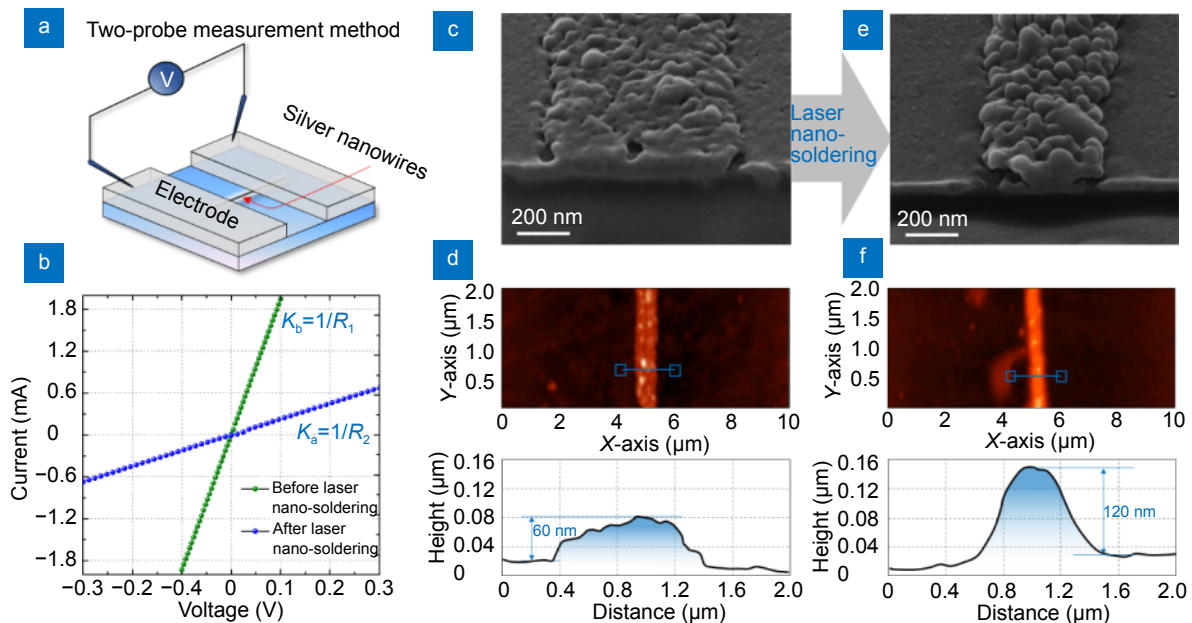 a
Two-probe measurement method
V
Silver nanowires
Electrode
b
1.8
1.2
0.6
0
−0.6
−1.2
−1.8
Current (mA)
K_b=1/R_1
K_a=1/R_2
Before laser
nano-soldering
After laser
nano-soldering
−0.3 −0.2 −0.1 0 0.1 0.2 0.3
Voltage (V)
c
200 nm
Laser
nano-
soldering
e
200 nm
d
2.0
1.5
1.0
0.5
Y-axis (μm)
0 2 4 6 8 10
X-axis (μm)
0.16
0.12
0.08
0.04
0
Height (μm)
60 nm
0 0.4 0.8 1.2 1.6 2.0
Distance (μm)
f
2.0
1.5
1.0
0.5
Y-axis (μm)
0 2 4 6 8 10
X-axis (μm)
0.16
0.12
0.08
0.04
0
Height (μm)
120 nm
0 0.4 0.8 1.2 1.6 2.0
Distance (μm)